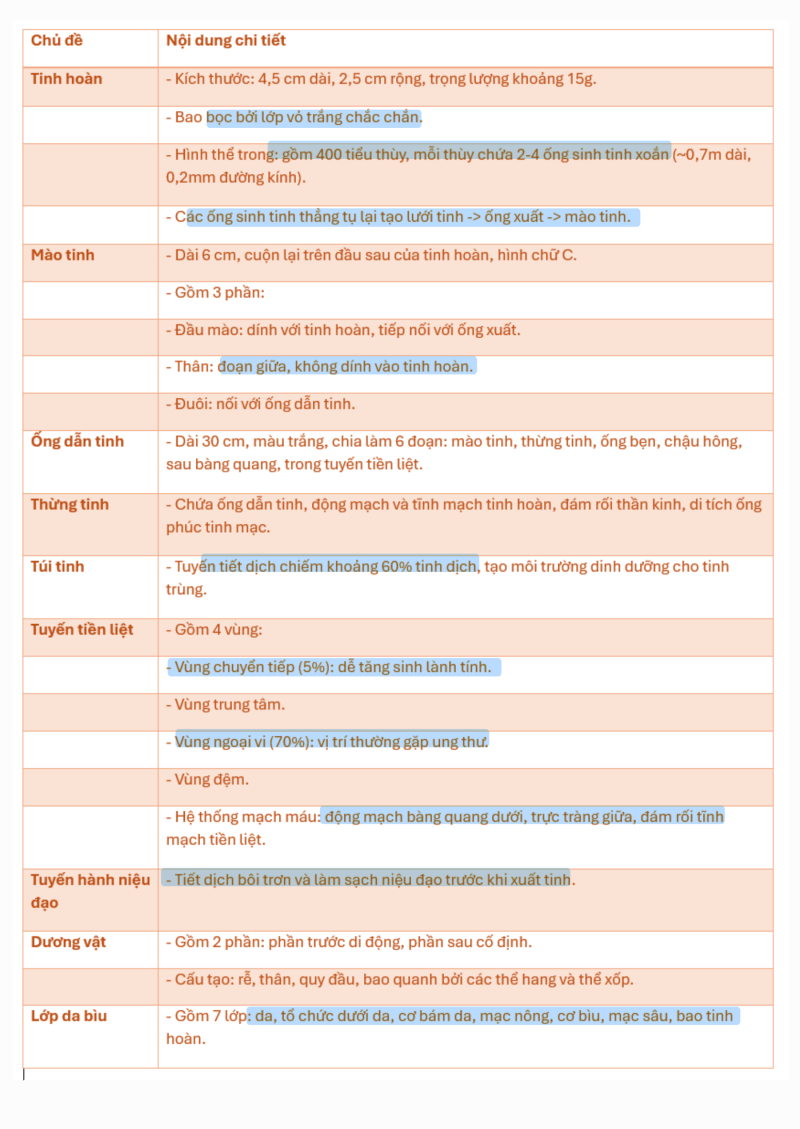 Chủ đề Nội dung chi tiết
Tinh hoàn - Kích thước: 4,5 cm dài, 2,5 cm rộng, trọng lượng khoảng 15g.
- Bao bọc bởi lớp vỏ trắng chắc chắn.
- Hình thể trong: gồm 400 tiểu thùy, mỗi thùy chứa 2-4 ống sinh tinh xoắn (~0,7m dài,
0,2mm đường kính).
- Các ống sinh tinh thẳng tụ lại tạo lưới tinh -> ống xuất -> mào tinh.
Mào tinh - Dài 6 cm, cuộn lại trên đầu sau của tinh hoàn, hình chữ C.
- Gồm 3 phần:
- Đầu mào: dính với tinh hoàn, tiếp nối với ống xuất.
- Thân: đoạn giữa, không dính vào tinh hoàn.
- Đuôi: nối với ống dẫn tinh.
Ống dẫn tinh - Dài 30 cm, màu trắng, chia làm 6 đoạn: mào tinh, thừng tinh, ống bẹn, chậu hông,
sau bàng quang, trong tuyến tiền liệt.
Thừng tinh - Chứa ống dẫn tinh, động mạch và tĩnh mạch tinh hoàn, đám rối thần kinh, di tích ống
phúc tinh mạc.
Túi tinh - Tuyến tiết dịch chiếm khoảng 60% tinh dịch, tạo môi trường dinh dưỡng cho tinh
trùng.
Tuyến tiền liệt - Gồm 4 vùng:
- Vùng chuyển tiếp (5%): dễ tăng sinh lành tính.
- Vùng trung tâm.
- Vùng ngoại vi (70%): vị trí thường gặp ung thư.
- Vùng đệm.
- Hệ thống mạch máu: động mạch bàng quang dưới, trực tràng giữa, đám rối tĩnh
mạch tiền liệt.
Tuyến hành niệu - Tiết dịch bôi trơn và làm sạch niệu đạo trước khi xuất tinh.
đạo
Dương vật - Gồm 2 phần: phần trước di động, phần sau cố định.
- Cấu tạo: rễ, thân, quy đầu, bao quanh bởi các thể hang và thể xốp.
Lớp da bìu - Gồm 7 lớp: da, tổ chức dưới da, cơ bám da, mạc nông, cơ bìu, mạc sâu, bao tinh
hoàn.